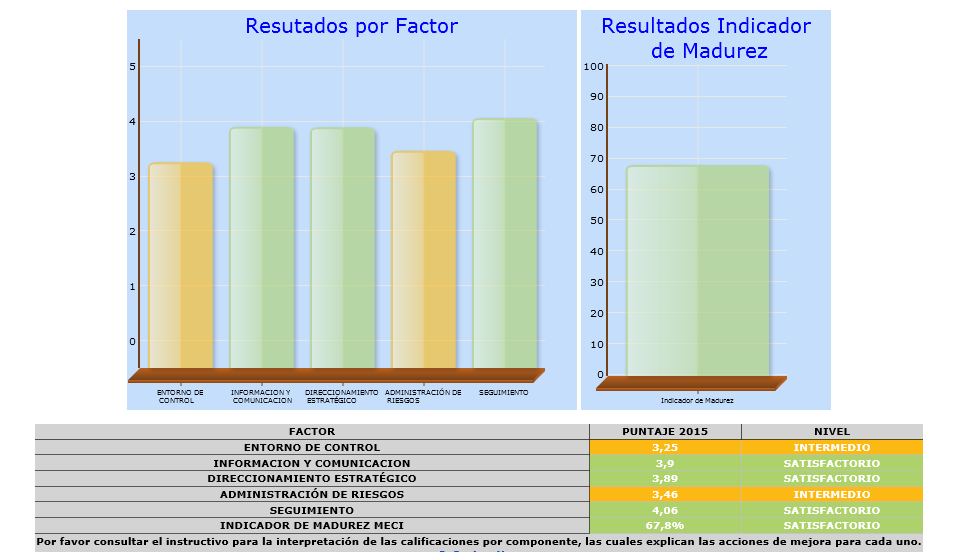 Resutados por Factor
5
4
3
2
1
0
ENTORNO DE CONTROL
INFORMACION Y COMUNICACION
DIRECCIONAMIENTO ESTRATÉGICO
ADMINISTRACIÓN DE RIESGOS
SEGUIMIENTO
Resultados Indicador
de Madurez
100
90
80
70
60
50
40
30
20
10
0
Indicador de Madurez
FACTOR PUNTAJE 2015 NIVEL
ENTORNO DE CONTROL 3,25 INTERMEDIO
INFORMACION Y COMUNICACION 3,9 SATISFACTORIO
DIRECCIONAMIENTO ESTRATÉGICO 3,89 SATISFACTORIO
ADMINISTRACIÓN DE RIESGOS 3,46 INTERMEDIO
SEGUIMIENTO 4,06 SATISFACTORIO
INDICADOR DE MADUREZ MECI 67,8% SATISFACTORIO
Por favor consultar el instructivo para la interpretación de las calificaciones por componente, las cuales explican las acciones de mejora para cada uno.